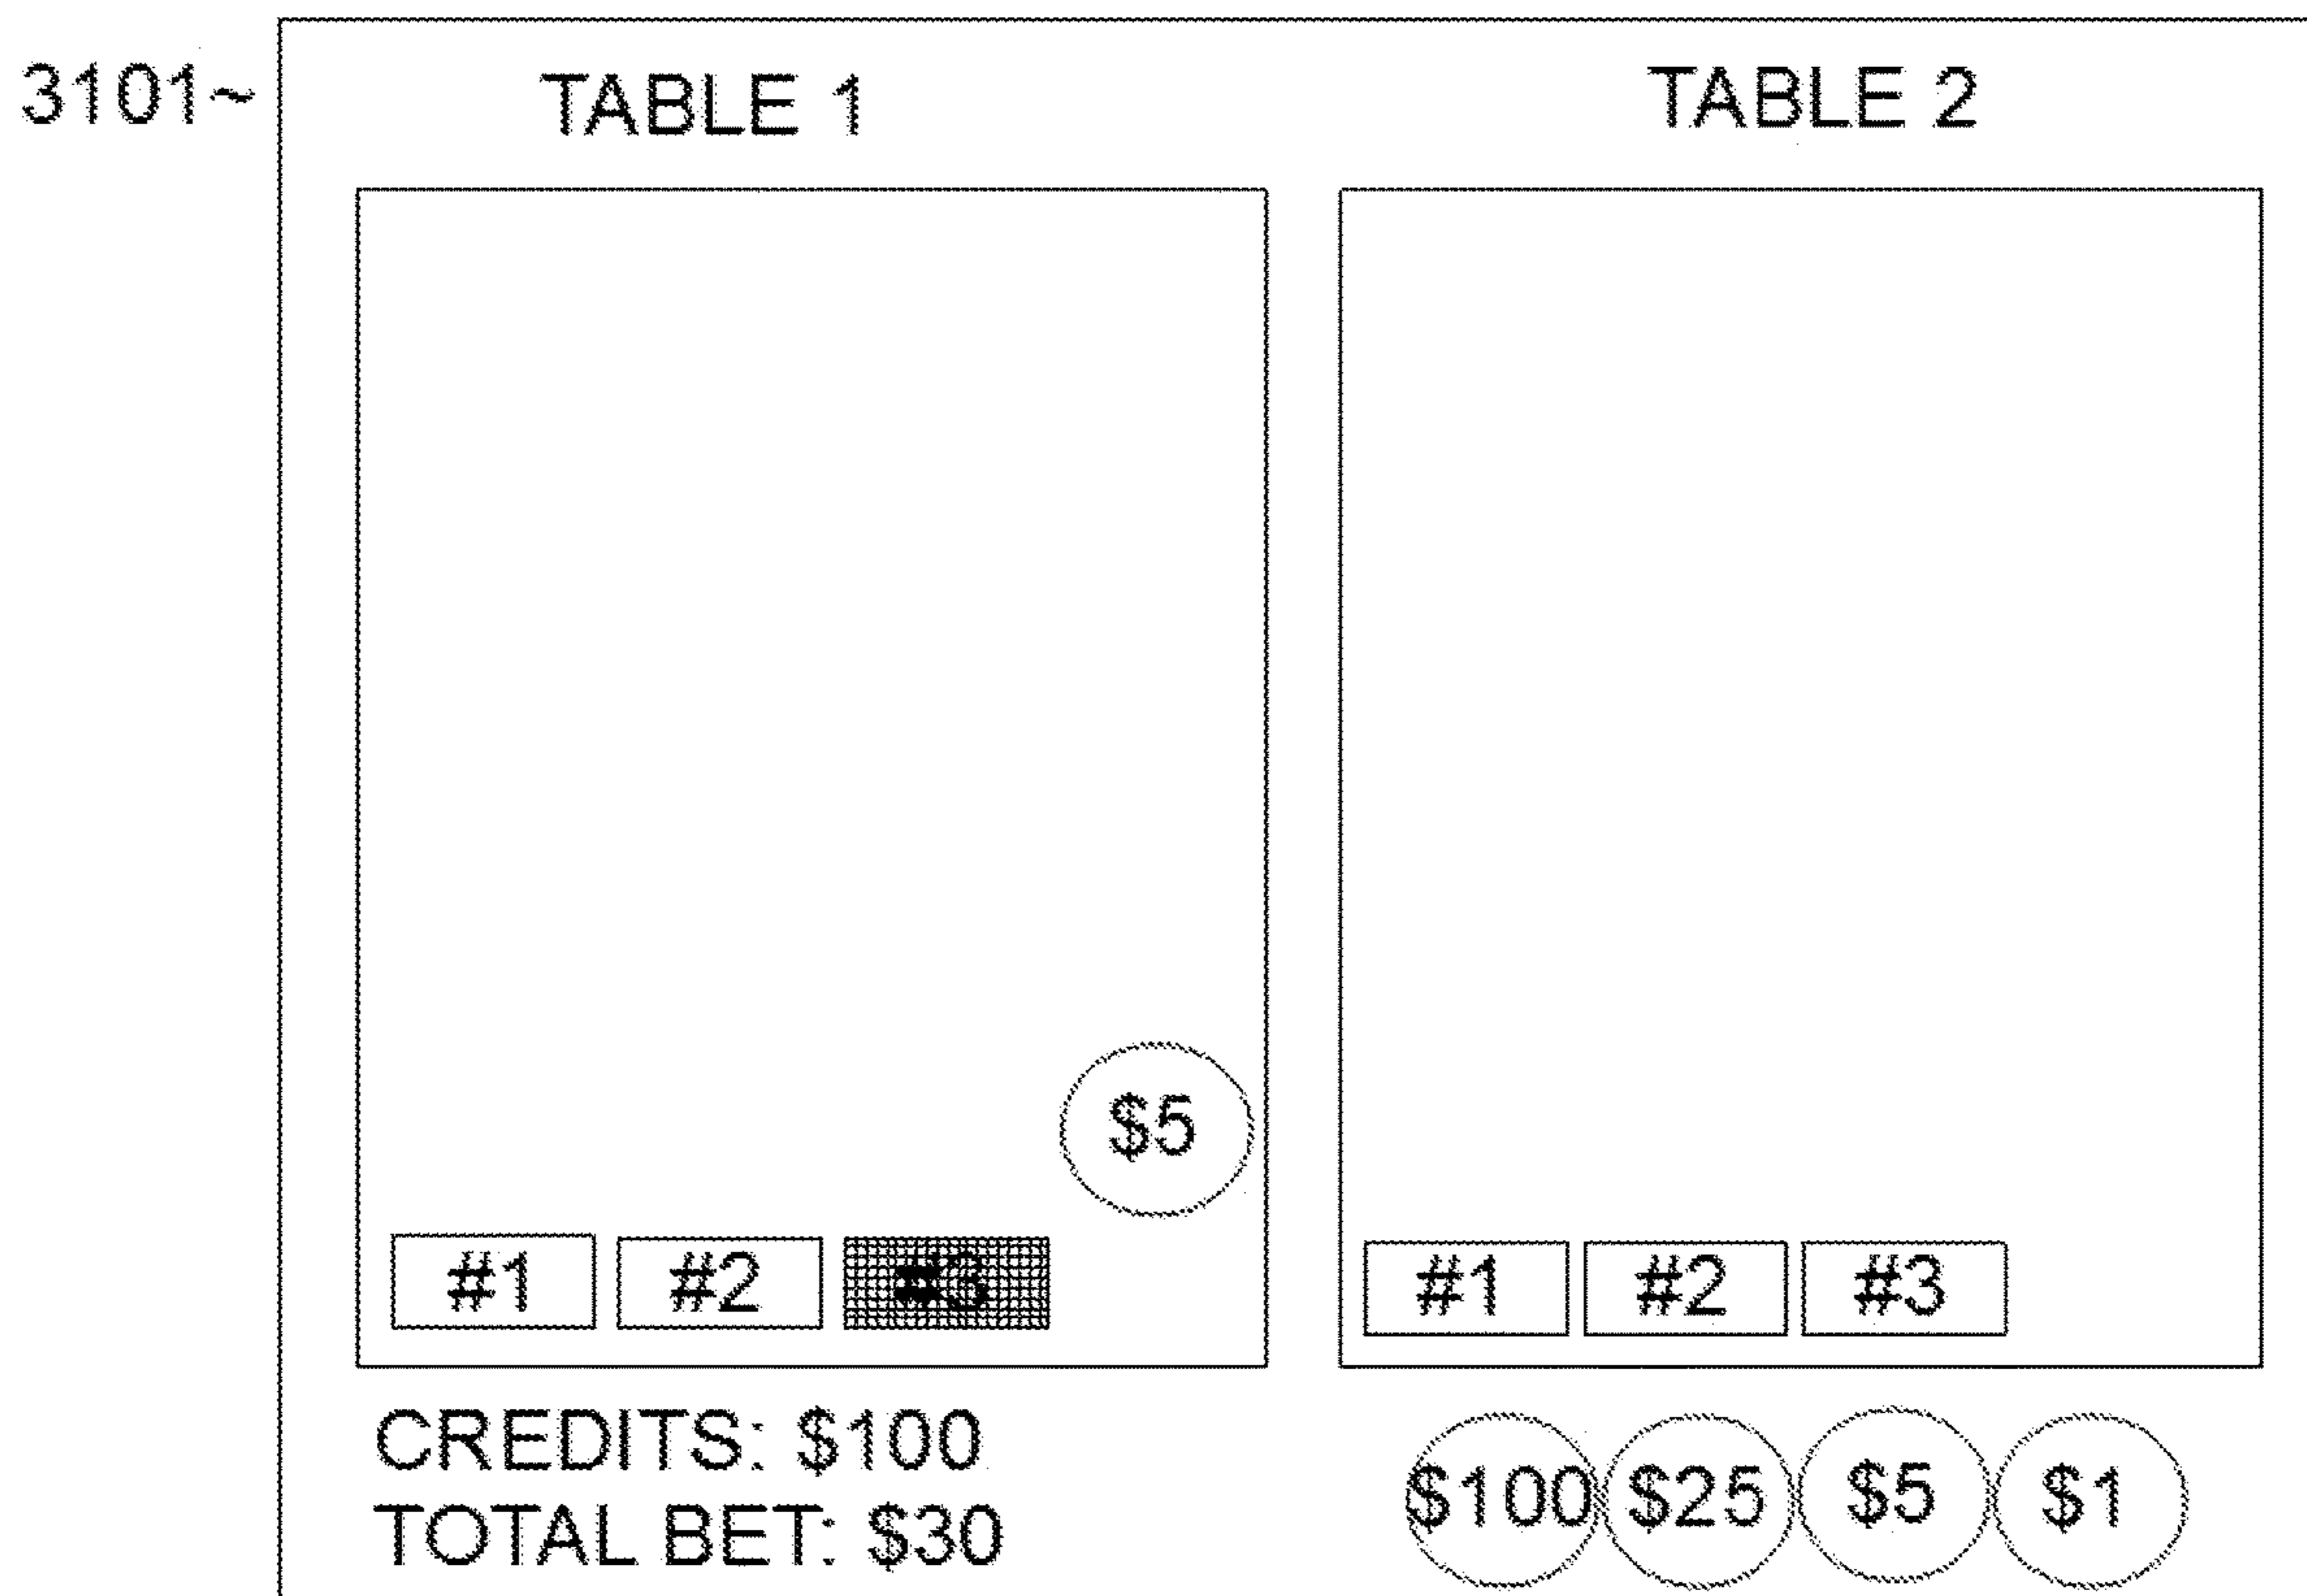 3101~
TABLE 1
TABLE 2
$5
#1 #2 #3
#1 #2 #3
CREDITS: $100
TOTAL BET: $30
$100 $25 $5 $1